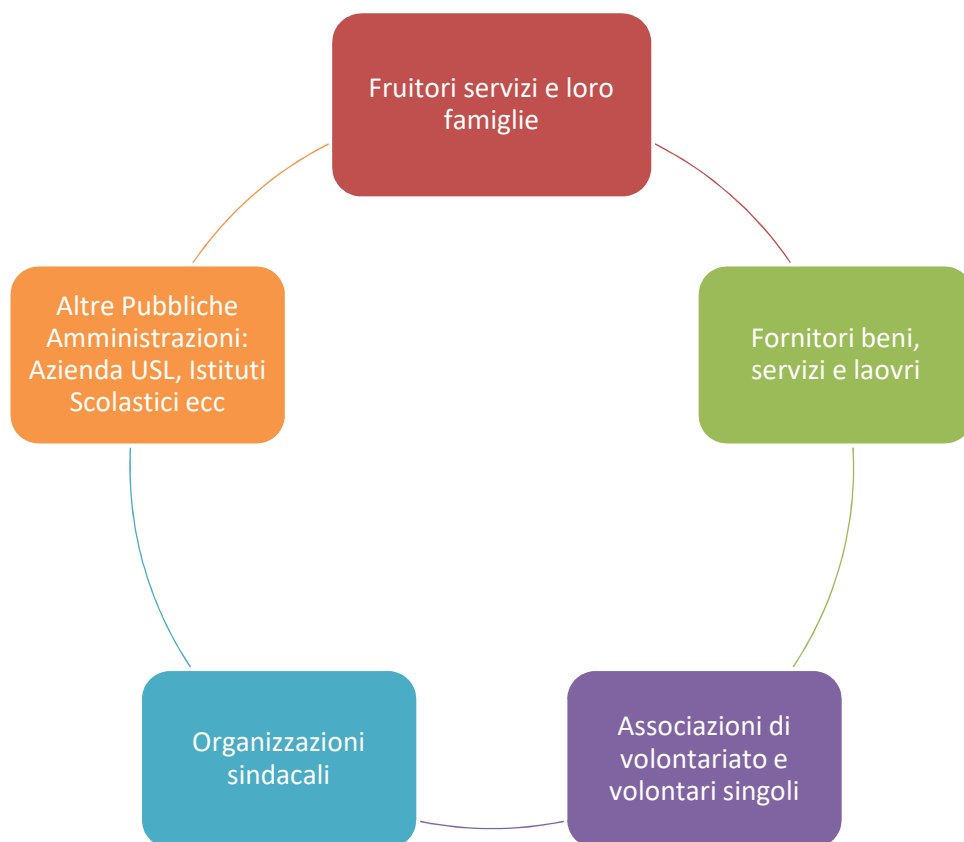 Fruitori servizi e loro
famiglie
Fornitori beni,
servizi e laovri
Associazioni di
volontariato e
volontari singoli
Organizzazioni
sindacali
Altre Pubbliche
Amministrazioni:
Azienda USL, Istituti
Scolastici ecc